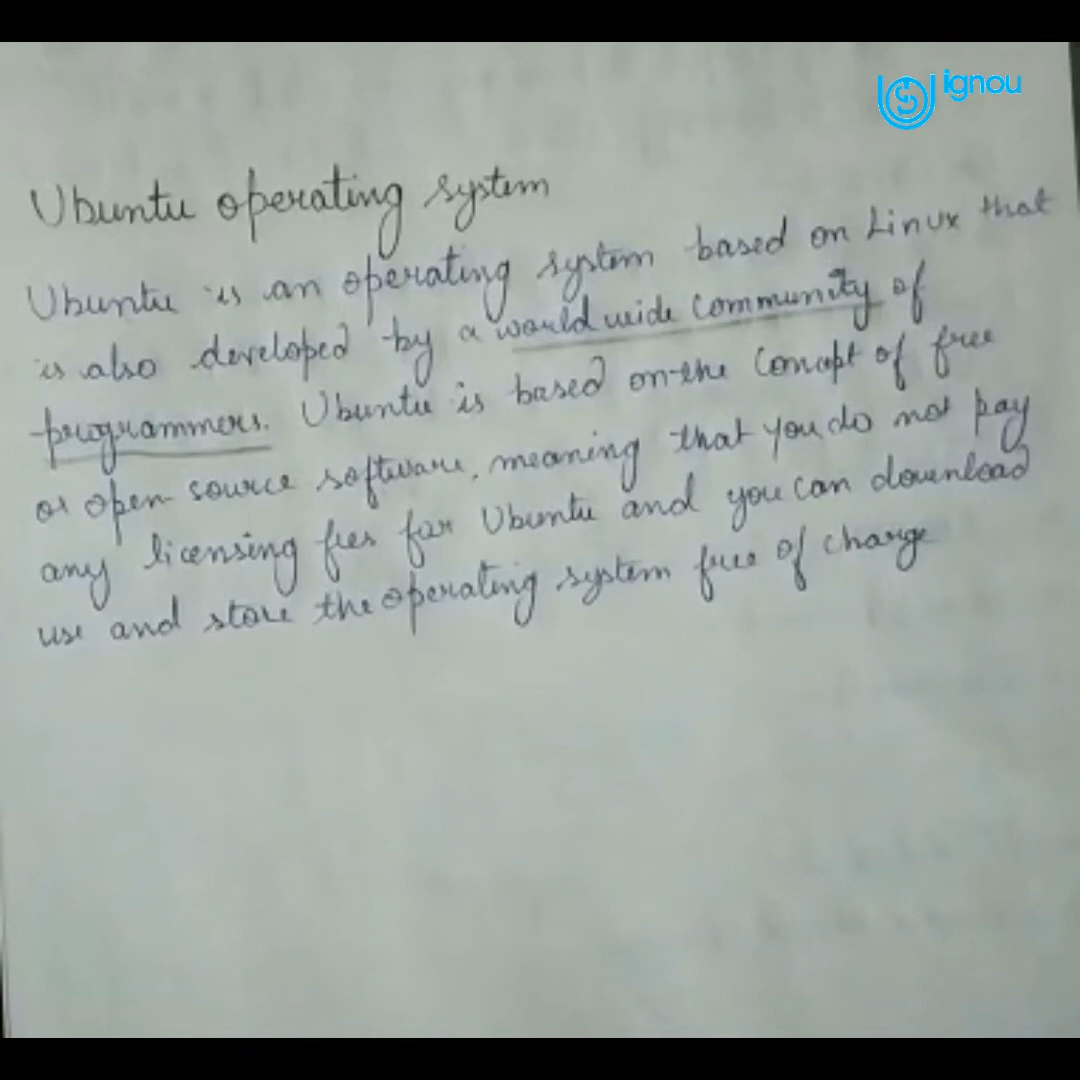 ignou
Ubuntu operating system
Ubuntu is an operating system based on Linux that
is also developed by a world wide community of
programmers. Ubuntu is based on the concept of free
or open source software, meaning that you do not pay
any licensing fees for Ubuntu and you can download
use and store the operating system free of charge